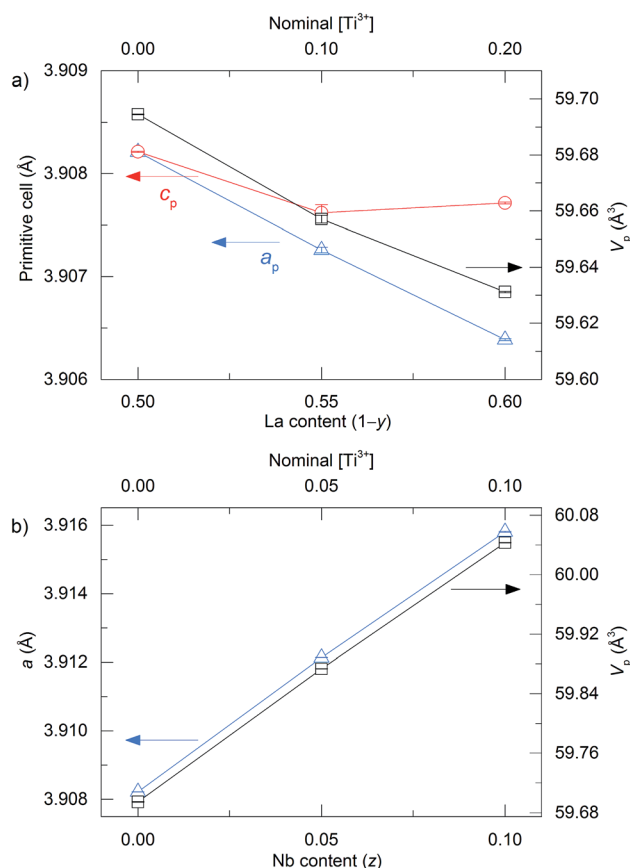 Nominal [Ti³⁺]
0.00 0.10 0.20
a)
3.909
3.908
3.907
3.906
Primitive cell (Å)
cₚ
aₚ
59.70
59.68
59.66
59.64
59.62
59.60
Vₚ (Å³)
0.50 0.55 0.60
La content (1–y)
Nominal [Ti³⁺]
0.00 0.05 0.10
b)
3.916
3.914
3.912
3.910
3.908
a (Å)
60.08
60.00
59.92
59.84
59.76
59.68
Vₚ (Å³)
0.00 0.05 0.10
Nb content (z)